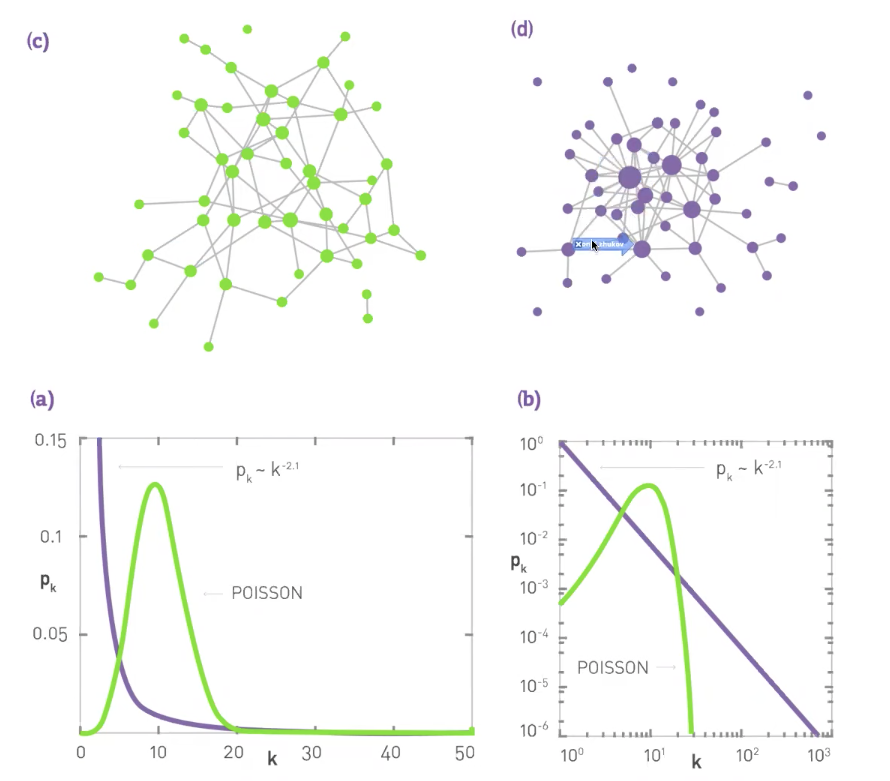 (c)
(d)
(a)
(b)
0.15
0.1
0.05
p_k
p_k ~ k^-2.1
POISSON
0 10 20 30 40 50
k
10^0
10^-1
10^-2
10^-3
10^-4
10^-5
10^-6
p_k
p_k ~ k^-2.1
POISSON
10^0 10^1 10^2 10^3
k